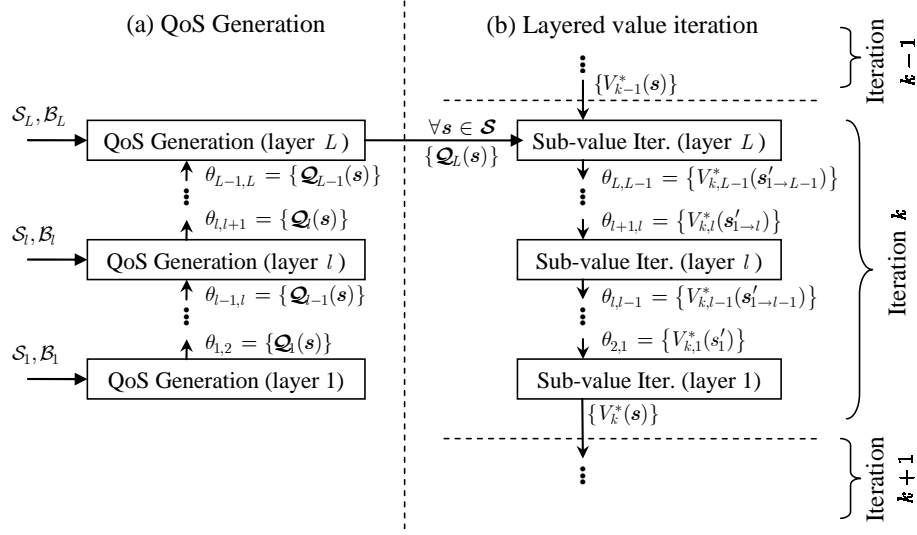 (a) QoS Generation
(b) Layered value iteration
Iteration k − 1
{V*ₖ₋₁(s)}
S_L, B_L
QoS Generation (layer L)
∀s ∈ S
{Q_L(s)}
Sub-value Iter. (layer L)
θ_{L−1,L} = {Q_{L−1}(s)}
θ_{L,L−1} = {V*_{k,L−1}(s′_{1→L−1})}
θ_{l,l+1} = {Q_l(s)}
θ_{l+1,l} = {V*_{k,l}(s′_{1→l})}
S_l, B_l
QoS Generation (layer l)
Sub-value Iter. (layer l)
Iteration k
θ_{l−1,l} = {Q_{l−1}(s)}
θ_{l,l−1} = {V*_{k,l−1}(s′_{1→l−1})}
θ_{1,2} = {Q_1(s)}
θ_{2,1} = {V*_{k,1}(s′_1)}
S_1, B_1
QoS Generation (layer 1)
Sub-value Iter. (layer 1)
{V*_k(s)}
Iteration k + 1